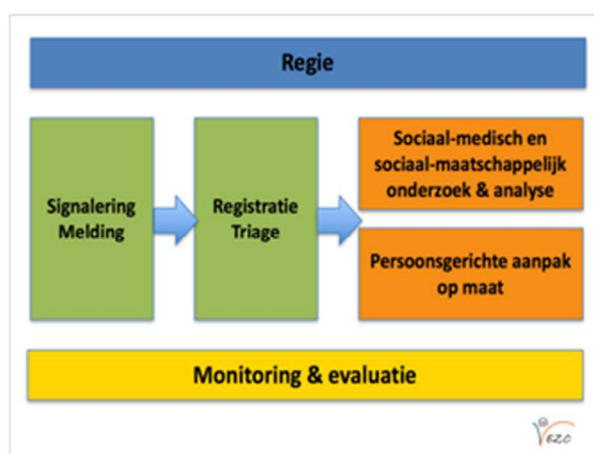 Regie
Signalering
Melding
Registratie
Triage
Sociaal-medisch en
sociaal-maatschappelijk
onderzoek & analyse
Persoonsgerichte aanpak
op maat
Monitoring & evaluatie